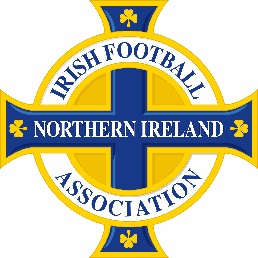 IRISH FOOTBALL
NORTHERN IRELAND
ASSOCIATION